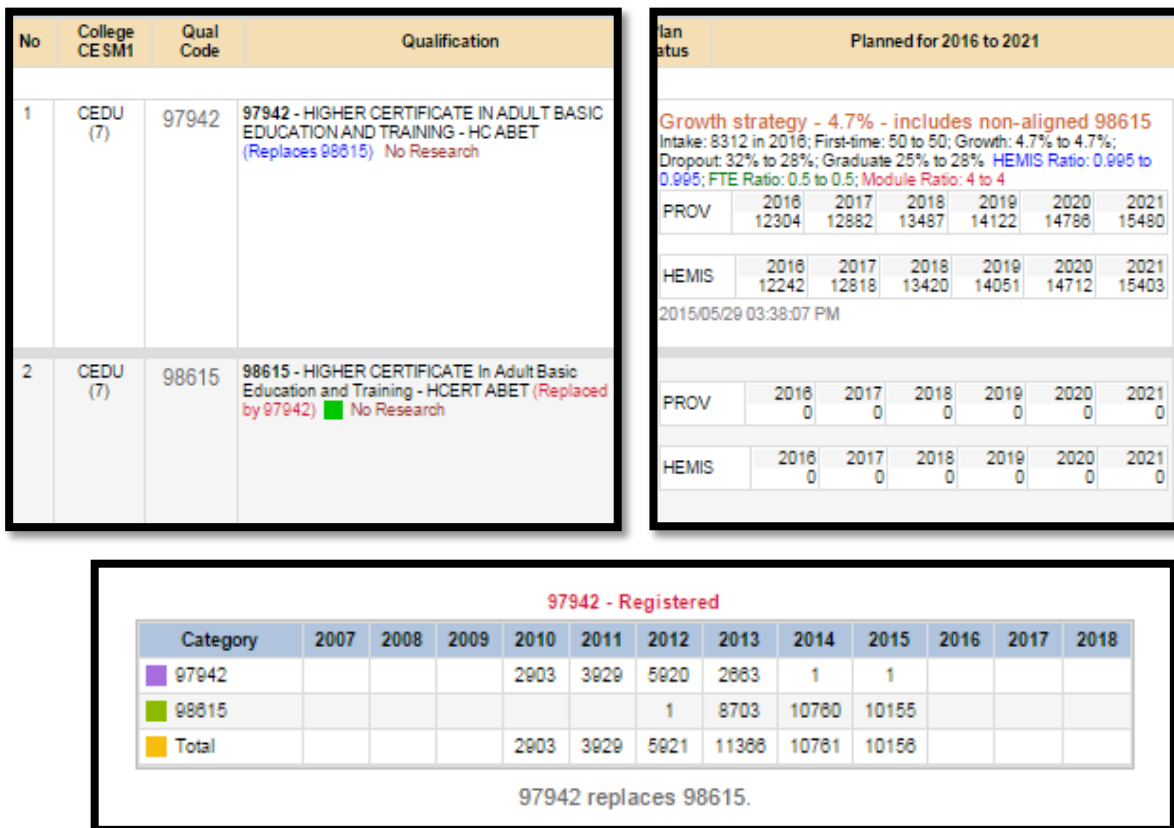 No College CESM1 Qual Code Qualification
1 CEDU (7) 97942 97942 - HIGHER CERTIFICATE IN ADULT BASIC
EDUCATION AND TRAINING - HC ABET
(Replaces 98615) No Research
2 CEDU (7) 98615 98615 - HIGHER CERTIFICATE In Adult Basic
Education and Training - HCERT ABET (Replaced
by 97942) No Research
lan atus Planned for 2016 to 2021
Growth strategy - 4.7% - includes non-aligned 98615
Intake: 8312 in 2016; First-time: 50 to 50; Growth: 4.7% to 4.7%;
Dropout: 32% to 28%; Graduate 25% to 28% HEMIS Ratio: 0.995 to
0.995; FTE Ratio: 0.5 to 0.5; Module Ratio: 4 to 4
PROV 2016 2017 2018 2019 2020 2021
12304 12882 13487 14122 14786 15480
HEMIS 2016 2017 2018 2019 2020 2021
12242 12818 13420 14051 14712 15403
2015/05/29 03:38:07 PM
PROV 2016 2017 2018 2019 2020 2021
0 0 0 0 0 0
HEMIS 2016 2017 2018 2019 2020 2021
0 0 0 0 0 0
97942 - Registered
Category 2007 2008 2009 2010 2011 2012 2013 2014 2015 2016 2017 2018
97942 2903 3929 5920 2663 1 1
98615 1 8703 10760 10155
Total 2903 3929 5921 11366 10761 10156
97942 replaces 98615.